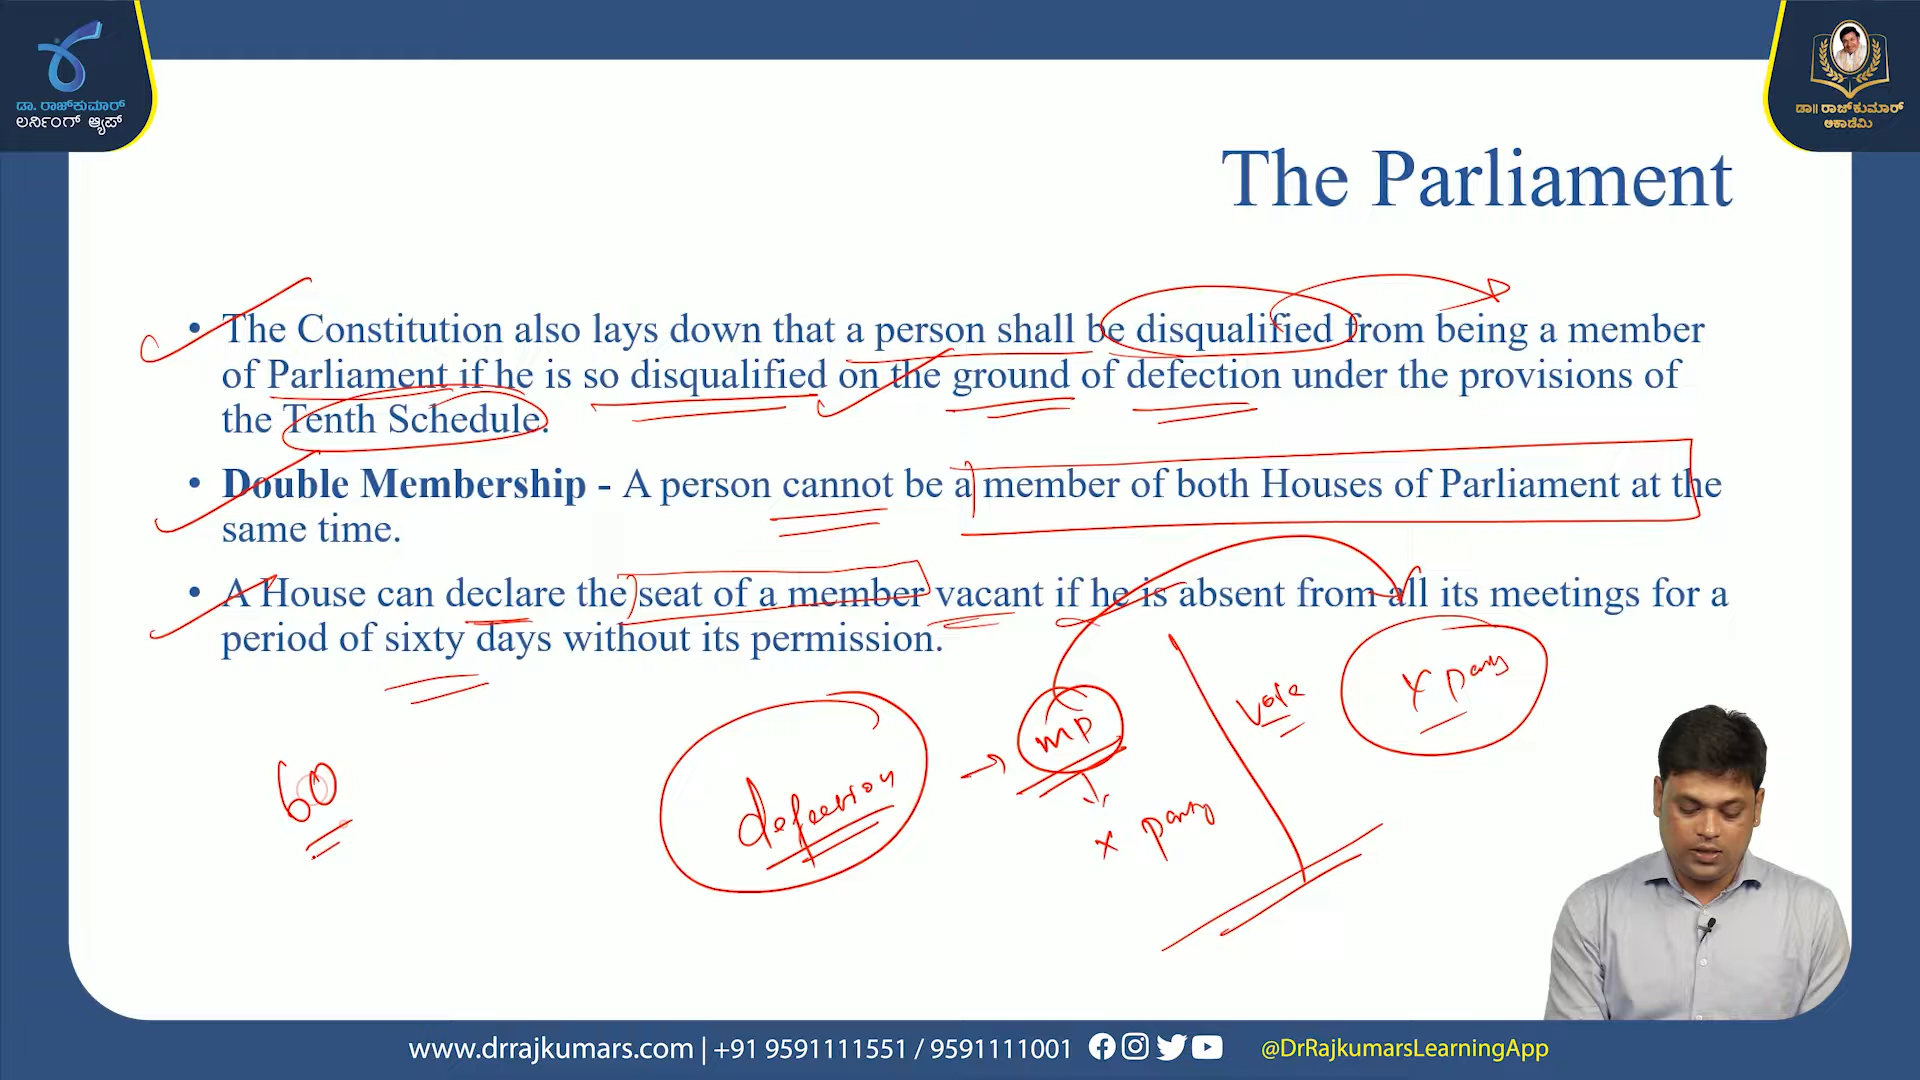 ಡಾ. ರಾಜ್‌ಕುಮಾರ್
ಲರ್ನಿಂಗ್ ಆ್ಯಪ್
ಡಾ|| ರಾಜ್‌ಕುಮಾರ್
ಅಕಾಡೆಮಿ
The Parliament
• The Constitution also lays down that a person shall be disqualified from being a member
of Parliament if he is so disqualified on the ground of defection under the provisions of
the Tenth Schedule.
• Double Membership - A person cannot be a member of both Houses of Parliament at the
same time.
• A House can declare the seat of a member vacant if he is absent from all its meetings for a
period of sixty days without its permission.
60
defection
MP
x party
Vote
x party
www.drrajkumars.com | +91 9591111551 / 9591111001
@DrRajkumarsLearningApp